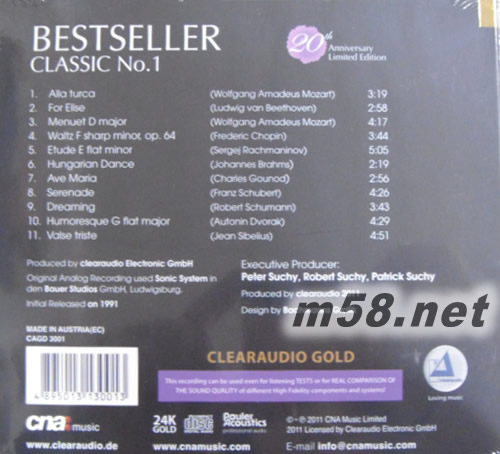 BESTSELLER
CLASSIC No.1
20th Anniversary
Limited Edition
1. Alla turca (Wolfgang Amadeus Mozart) 3:19
2. For Elise (Ludwig van Beethoven) 2:58
3. Menuet D major (Wolfgang Amadeus Mozart) 4:17
4. Waltz F sharp minor, op. 64 (Frederic Chopin) 3:44
5. Etude E flat minor (Sergej Rachmaninov) 5:05
6. Hungarian Dance (Johannes Brahms) 2:19
7. Ave Maria (Charles Gounod) 2:56
8. Serenade (Franz Schubert) 4:26
9. Dreaming (Robert Schumann) 3:43
10. Humoresque G flat major (Autonin Dvorak) 4:29
11. Valse triste (Jean Sibelius) 4:51
Produced by clearaudio Electronic GmbH
Original Analog Recording used Sonic System in
den Bauer Studios GmbH, Ludwigsburg.
Initial Released on 1991
Executive Producer:
Peter Suchy, Robert Suchy, Patrick Suchy
Produced by clearaudio
Design by
m58.net
MADE IN AUSTRIA(EC)
CAGD 3001
4 895013 130013
CLEARAUDIO GOLD
This recording can be used even for listening TESTS or for REAL COMPARISON OF
THE SOUND QUALITY of different High Fidelity components and systems!
Loving music
cna music
24K
GOLD
Pauler
Acoustics
© ℗ 2011 CNA Music Limited
2011 Licensed by Clearaudio Electronic GmbH
www.clearaudio.de
www.cnamusic.com
E-mail info@cnamusic.com